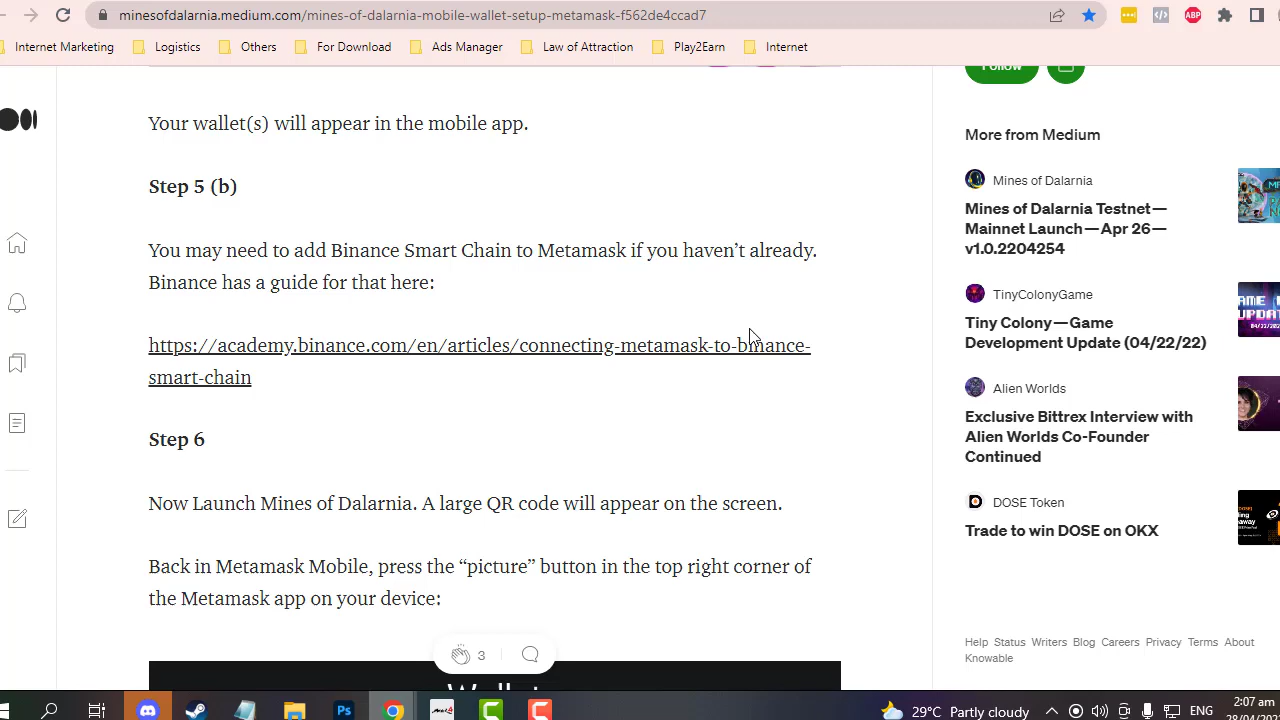 minesofdalarnia.medium.com/mines-of-dalarnia-mobile-wallet-setup-metamask-f562de4ccad7
ABP
Internet Marketing
Logistics
Others
For Download
Ads Manager
Law of Attraction
Play2Earn
Internet
Follow
Your wallet(s) will appear in the mobile app.
Step 5 (b)
You may need to add Binance Smart Chain to Metamask if you haven’t already.
Binance has a guide for that here:
https://academy.binance.com/en/articles/connecting-metamask-to-binance-
smart-chain
Step 6
Now Launch Mines of Dalarnia. A large QR code will appear on the screen.
Back in Metamask Mobile, press the “picture” button in the top right corner of
the Metamask app on your device:
3
Wallet
More from Medium
Mines of Dalarnia
Mines of Dalarnia Testnet—
Mainnet Launch—Apr 26—
v1.0.2204254
TinyColonyGame
Tiny Colony—Game
Development Update (04/22/22)
Alien Worlds
Exclusive Bittrex Interview with
Alien Worlds Co-Founder
Continued
DOSE Token
Trade to win DOSE on OKX
Help Status Writers Blog Careers Privacy Terms About
Knowable
Ps
29°C Partly cloudy
ENG
2:07 am